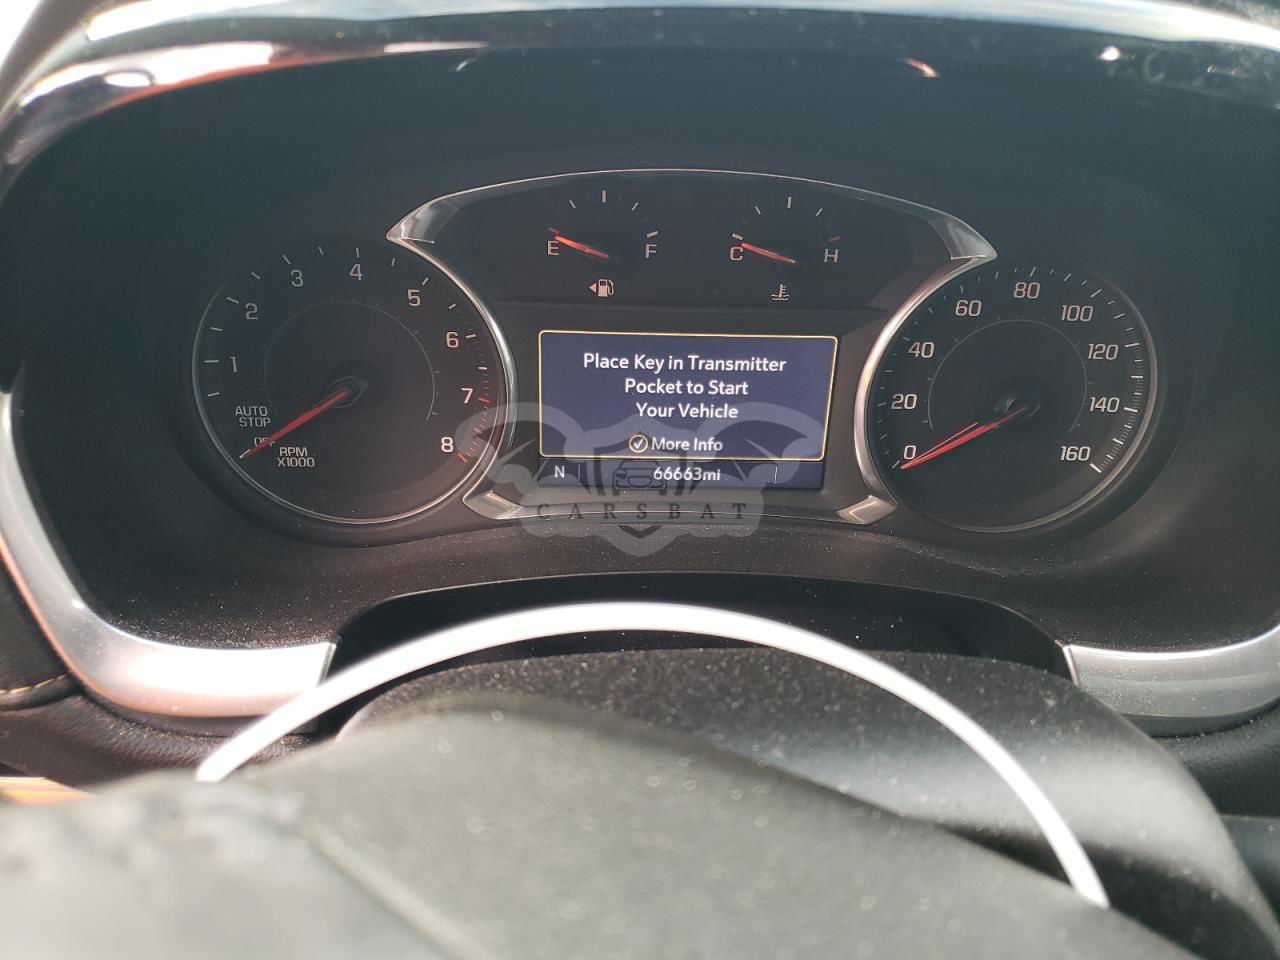 E
F
C
H
1
2
3
4
5
6
7
8
AUTO
STOP
OFF
RPM
X1000
Place Key in Transmitter
Pocket to Start
Your Vehicle
More Info
N
66663mi
0
20
40
60
80
100
120
140
160
CARSBAT